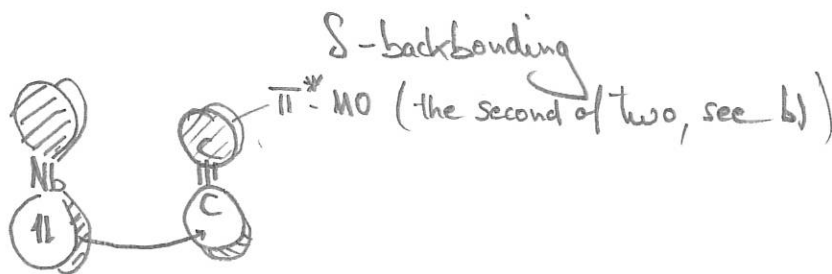 S-backbonding
π*-MO (the second of two, see b)
Nb
C
C